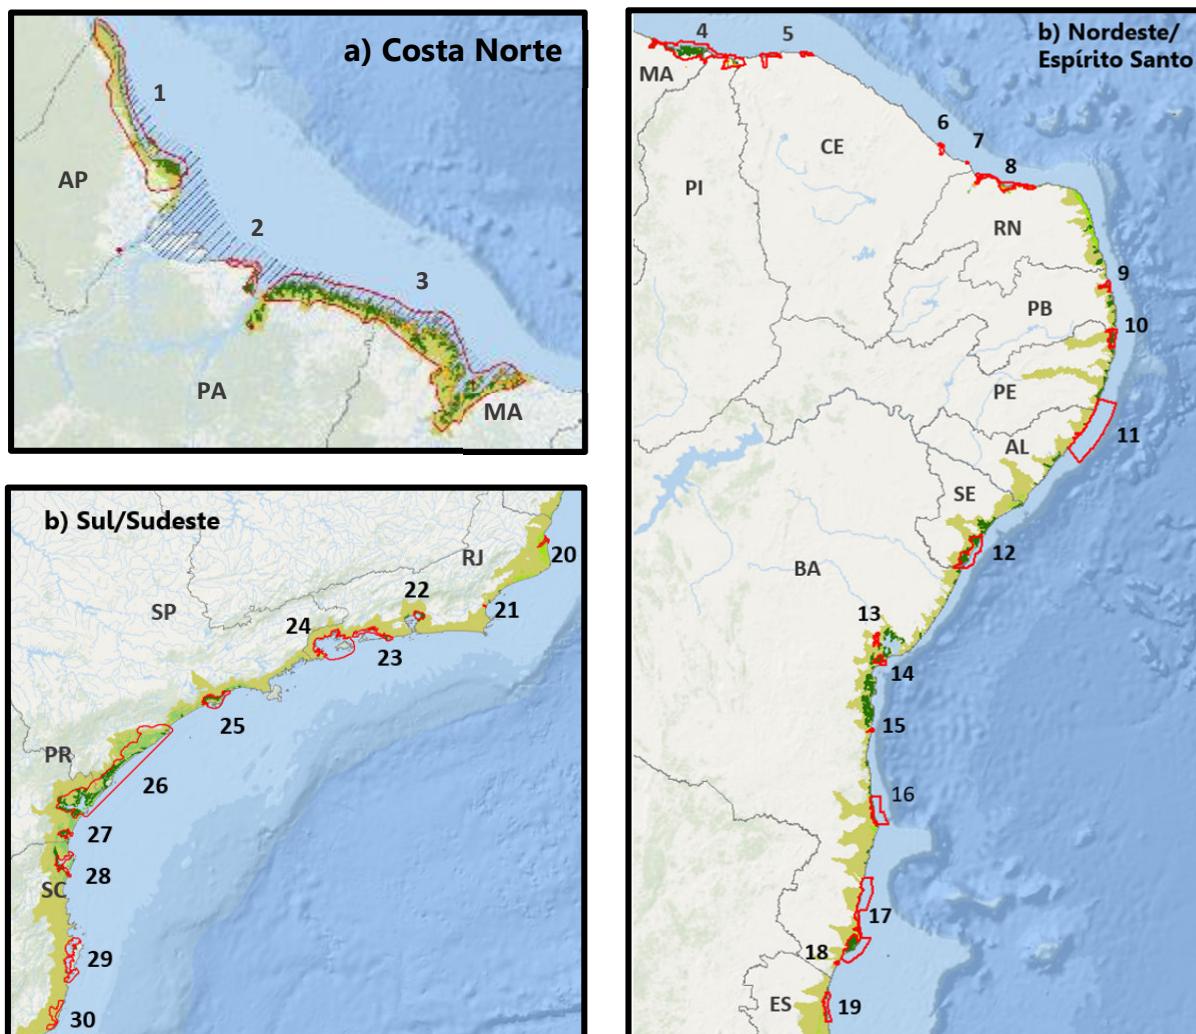 a) Costa Norte
1
AP
2
3
PA
MA
b) Sul/Sudeste
20
RJ
22
21
SP
24
23
25
PR
26
27
28
SC
29
30
b) Nordeste/
Espírito Santo
4
5
MA
6
7
CE
8
PI
RN
9
PB
10
PE
11
AL
SE
12
BA
13
14
15
16
17
18
ES
19